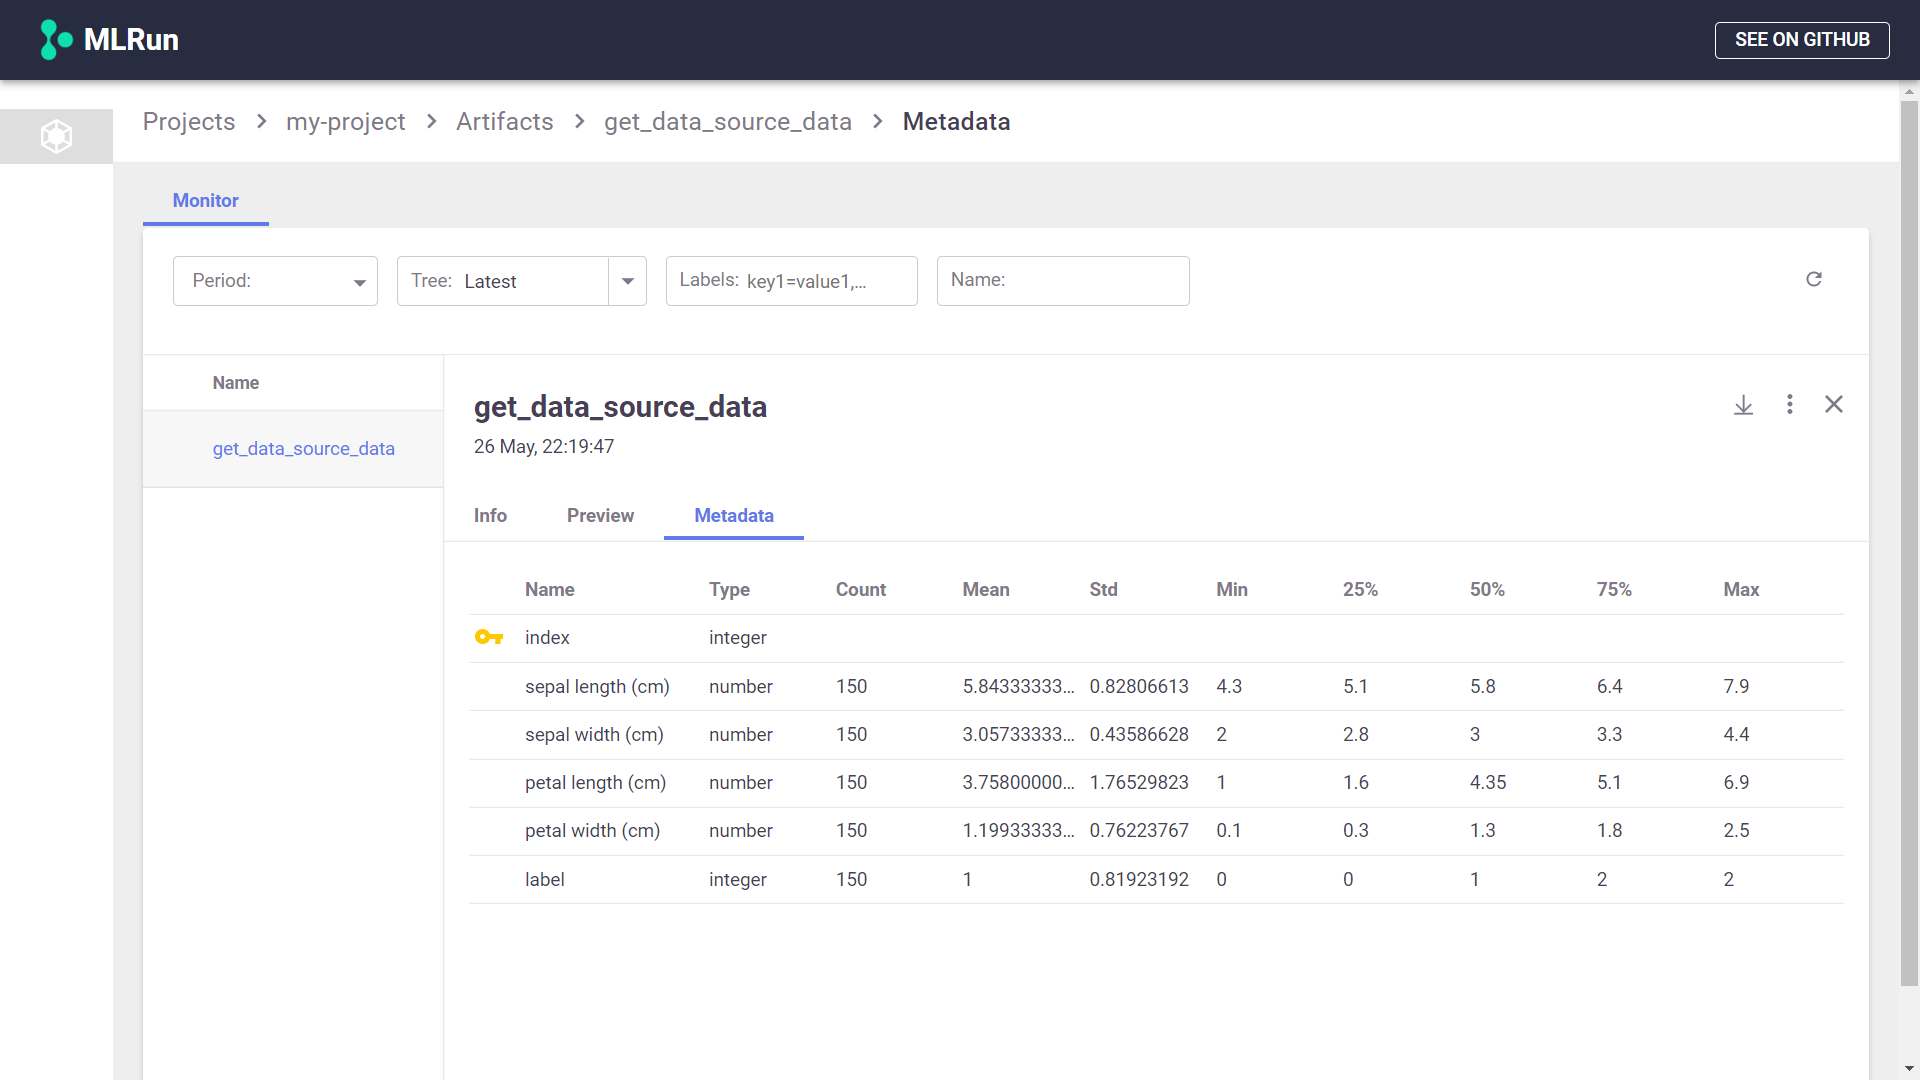 MLRun
SEE ON GITHUB
Projects > my-project > Artifacts > get_data_source_data > Metadata
Monitor
Period:
Tree: Latest
Labels: key1=value1,...
Name:
Name
get_data_source_data
get_data_source_data
26 May, 22:19:47
Info Preview Metadata
Name Type Count Mean Std Min 25% 50% 75% Max
index integer
sepal length (cm) number 150 5.84333333... 0.82806613 4.3 5.1 5.8 6.4 7.9
sepal width (cm) number 150 3.05733333... 0.43586628 2 2.8 3 3.3 4.4
petal length (cm) number 150 3.75800000... 1.76529823 1 1.6 4.35 5.1 6.9
petal width (cm) number 150 1.19933333... 0.76223767 0.1 0.3 1.3 1.8 2.5
label integer 150 1 0.81923192 0 0 1 2 2